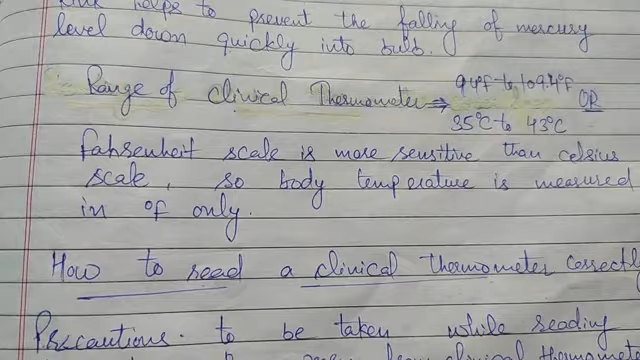 helps to prevent the falling of mercury
level down quickly into bulb.
Range of Clinical Thermometer ⇒ 94°F to 109.4°F OR
35°C to 43°C
Fahrenheit scale is more sensitive than celsius
scale, so body temperature is measured
in °F only.
How to read a clinical thermometer correctly
Precautions to be taken while reading